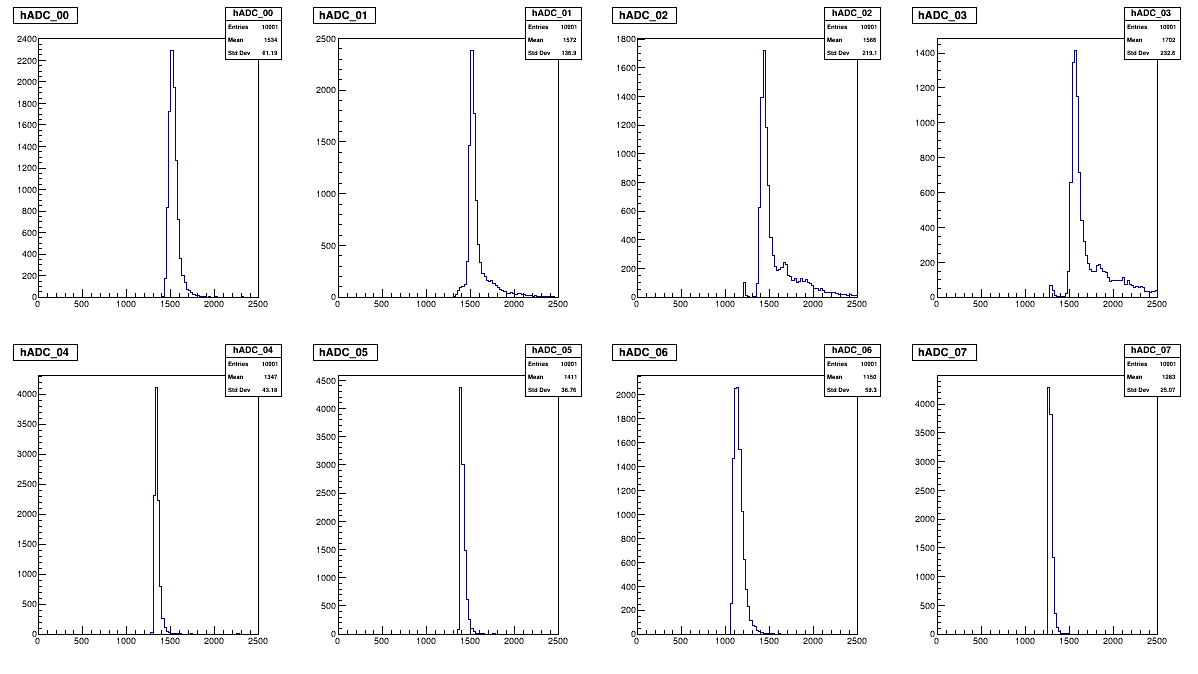 hADC_00
hADC_00
Entries 10001
Mean 1534
Std Dev 61.19
2400
2200
2000
1800
1600
1400
1200
1000
800
600
400
200
0
0 500 1000 1500 2000 2500
hADC_01
hADC_01
Entries 10001
Mean 1572
Std Dev 136.9
2500
2000
1500
1000
500
0
0 500 1000 1500 2000 2500
hADC_02
hADC_02
Entries 10001
Mean 1566
Std Dev 219.1
1800
1600
1400
1200
1000
800
600
400
200
0
0 500 1000 1500 2000 2500
hADC_03
hADC_03
Entries 10001
Mean 1702
Std Dev 232.6
1400
1200
1000
800
600
400
200
0
0 500 1000 1500 2000 2500
hADC_04
hADC_04
Entries 10001
Mean 1347
Std Dev 43.18
4000
3500
3000
2500
2000
1500
1000
500
0
0 500 1000 1500 2000 2500
hADC_05
hADC_05
Entries 10001
Mean 1411
Std Dev 36.76
4500
4000
3500
3000
2500
2000
1500
1000
500
0
0 500 1000 1500 2000 2500
hADC_06
hADC_06
Entries 10001
Mean 1150
Std Dev 59.3
2000
1800
1600
1400
1200
1000
800
600
400
200
0
0 500 1000 1500 2000 2500
hADC_07
hADC_07
Entries 10001
Mean 1283
Std Dev 25.07
4000
3500
3000
2500
2000
1500
1000
500
0
0 500 1000 1500 2000 2500